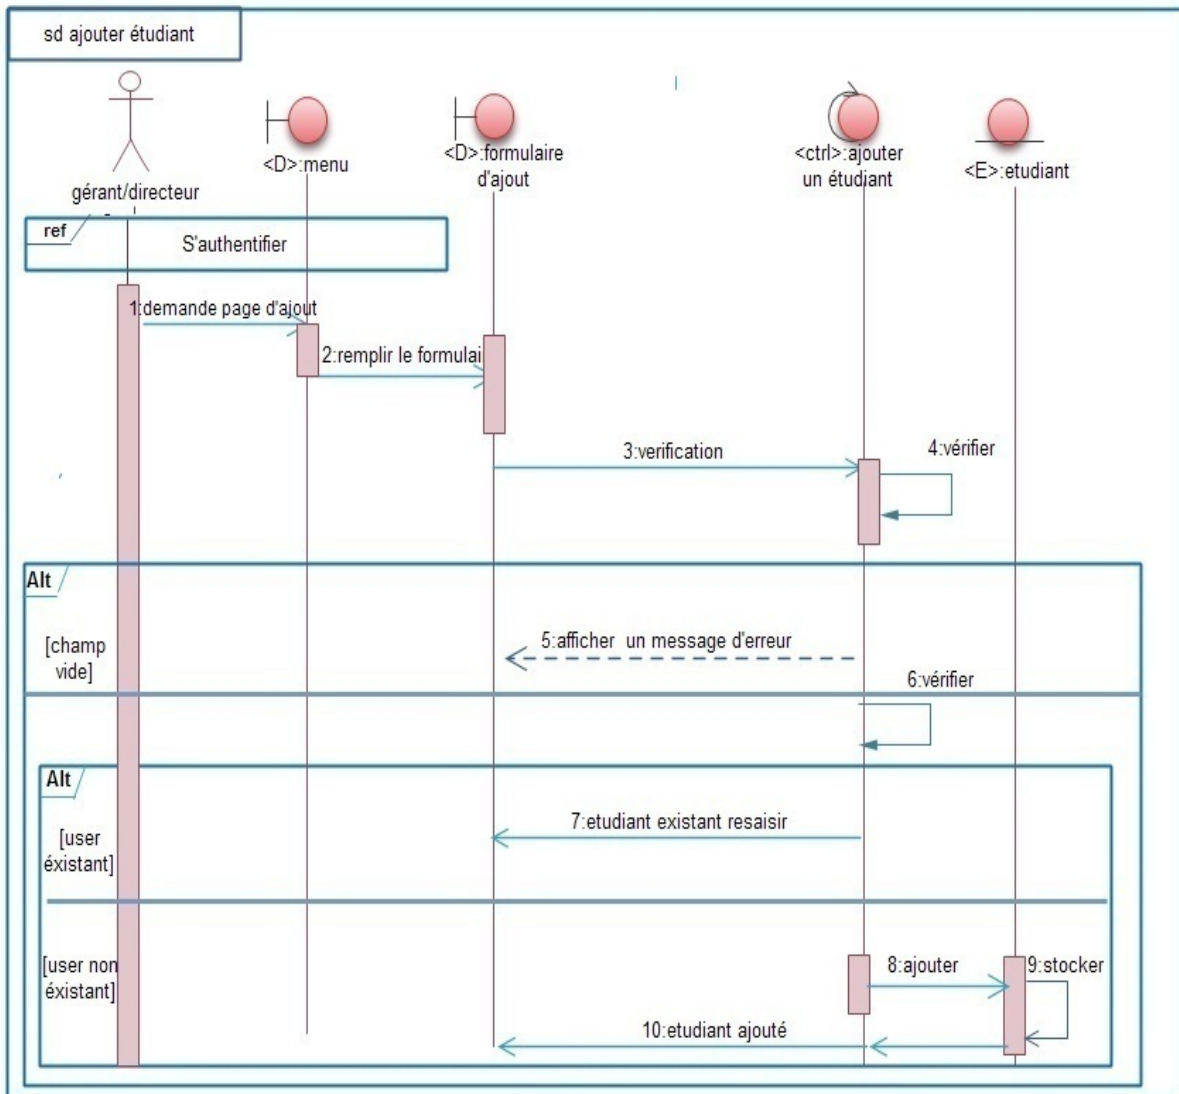 sd ajouter étudiant
<D>:menu
<D>:formulaire
d'ajout
<ctrl>:ajouter
un étudiant
<E>:etudiant
gérant/directeur
ref
S'authentifier
1:demande page d'ajout
2:remplir le formulai
3:verification
4:vérifier
Alt
[champ
vide]
5:afficher un message d'erreur
6:vérifier
Alt
[user
éxistant]
7:etudiant existant resaisir
[user non
éxistant]
8:ajouter
9:stocker
10:etudiant ajouté